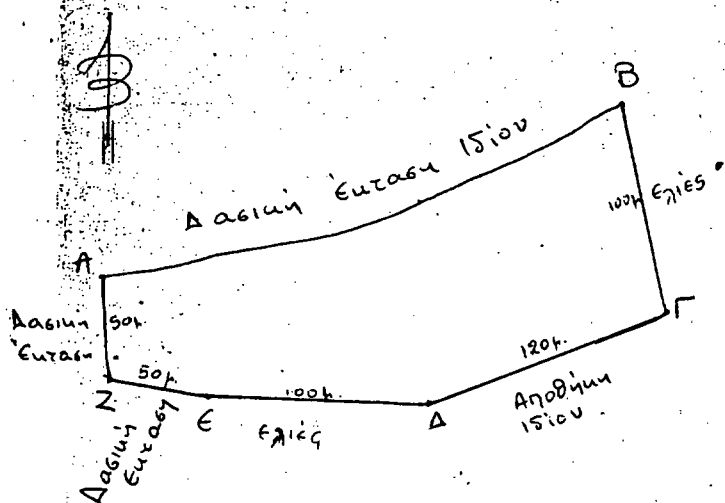 B
Δασική Έκταση Ιδίου
100μ Ελιές
A
Δασική
Έκταση
50μ
Γ
120μ.
50μ.
Z
Ε
100μ.
Δ
Αποθήκη
Ιδίου
Ελιές
Δασική
Έκταση